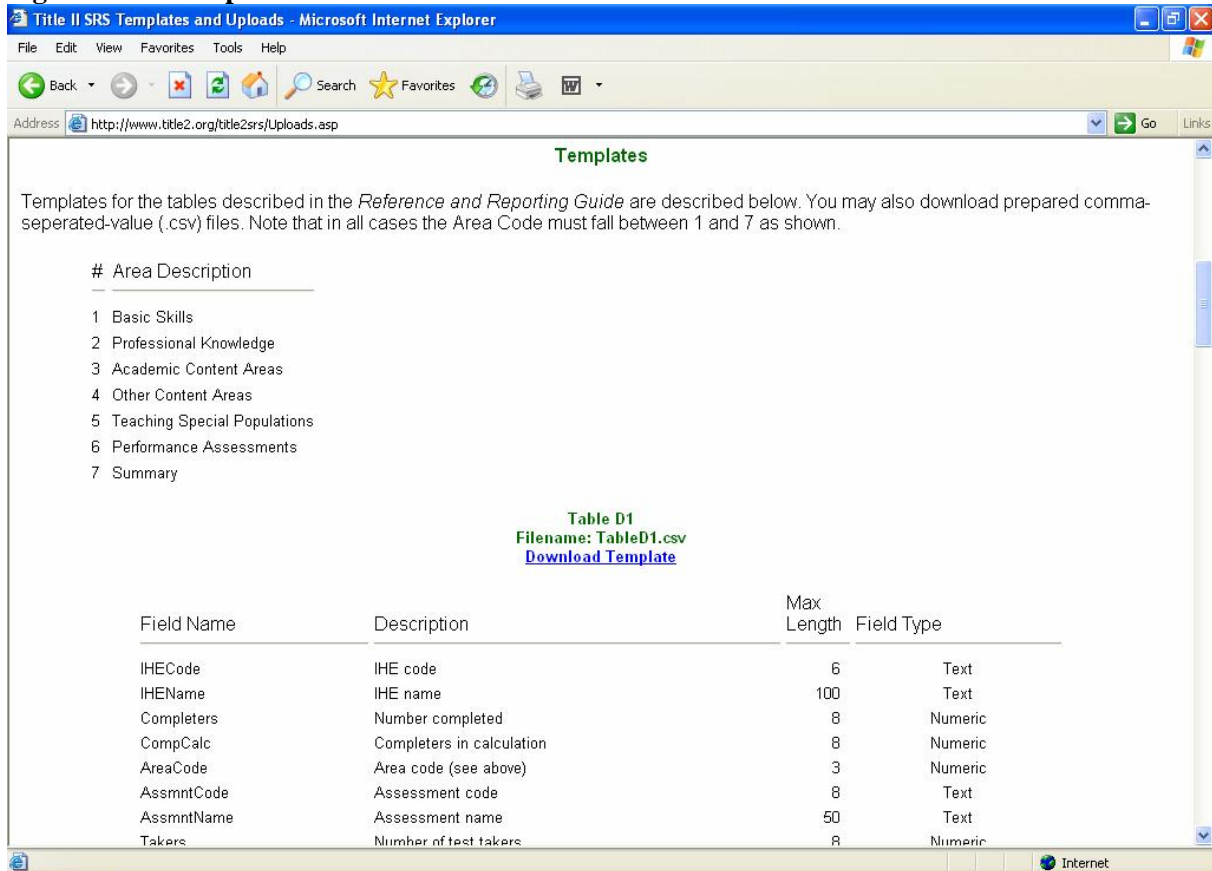 Title II SRS Templates and Uploads - Microsoft Internet Explorer
File Edit View Favorites Tools Help
Back Search Favorites
Address http://www.title2.org/title2srs/Uploads.asp Go Links
Templates
Templates for the tables described in the Reference and Reporting Guide are described below. You may also download prepared comma-
seperated-value (.csv) files. Note that in all cases the Area Code must fall between 1 and 7 as shown.
# Area Description
1 Basic Skills
2 Professional Knowledge
3 Academic Content Areas
4 Other Content Areas
5 Teaching Special Populations
6 Performance Assessments
7 Summary
Table D1
Filename: TableD1.csv
Download Template
Max
Field Name Description Length Field Type
IHECode IHE code 6 Text
IHEName IHE name 100 Text
Completers Number completed 8 Numeric
CompCalc Completers in calculation 8 Numeric
AreaCode Area code (see above) 3 Numeric
AssmntCode Assessment code 8 Text
AssmntName Assessment name 50 Text
Takers Number of test takers 8 Numeric
Internet